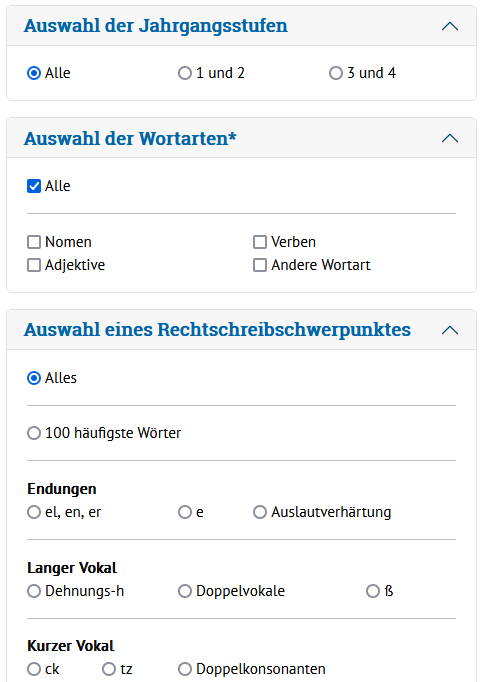 Auswahl der Jahrgangsstufen
Alle 1 und 2 3 und 4
Auswahl der Wortarten*
Alle
Nomen Verben
Adjektive Andere Wortart
Auswahl eines Rechtschreibschwerpunktes
Alles
100 häufigste Wörter
Endungen
el, en, er e Auslautverhärtung
Langer Vokal
Dehnungs-h Doppelvokale ß
Kurzer Vokal
ck tz Doppelkonsonanten